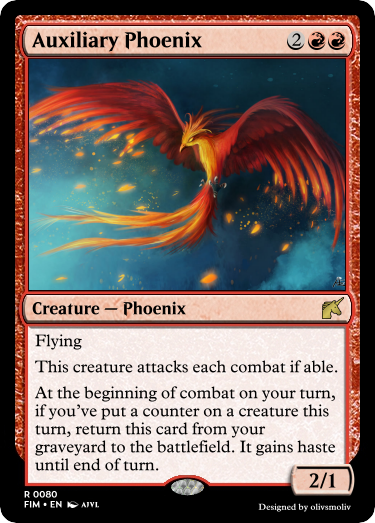 Auxiliary Phoenix 2
Creature — Phoenix
Flying
This creature attacks each combat if able.
At the beginning of combat on your turn,
if you've put a counter on a creature this
turn, return this card from your
graveyard to the battlefield. It gains haste
until end of turn.
2/1
R 0080
FIM • EN AIVI.
Designed by olivsmoliv